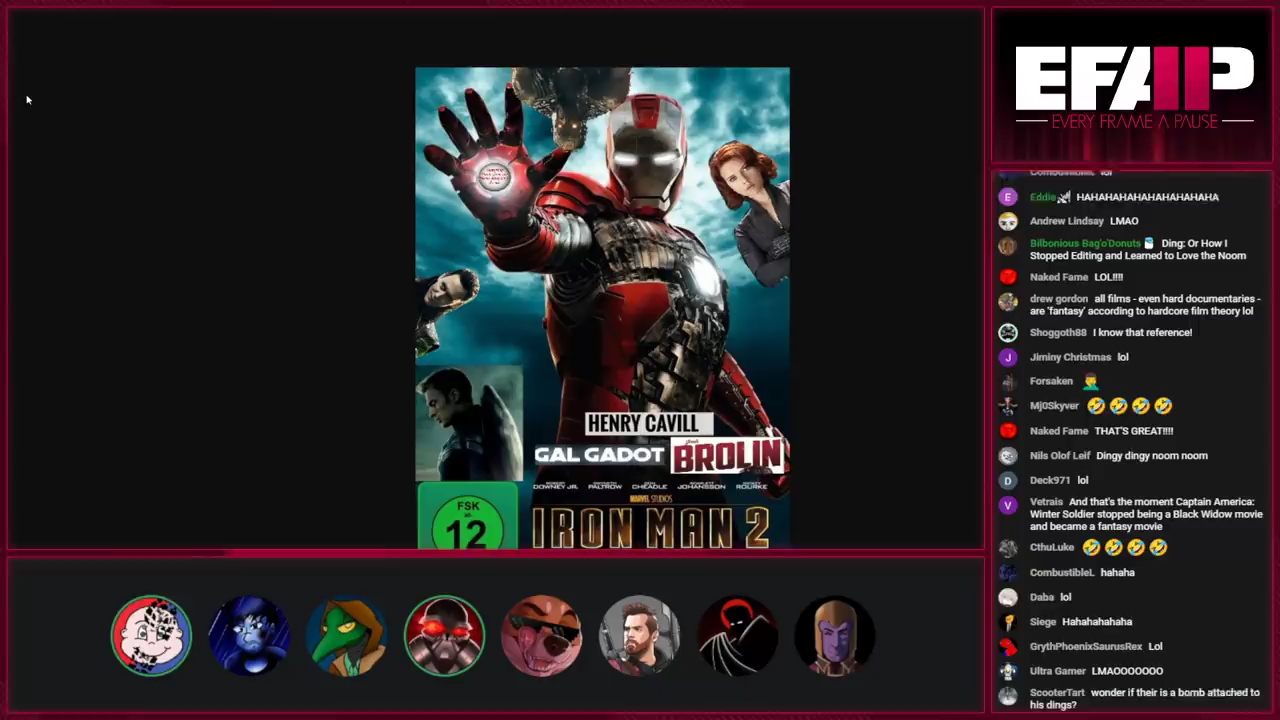 HENRY CAVILL
GAL GADOT
BROLIN
DOWNEY JR. PALTROW CHEADLE JOHANSSON ROURKE
MARVEL STUDIOS
IRON MAN 2
FSK
ab
12
EFAP
EVERY FRAME A PAUSE
CombustibleL lol
Eddie HAHAHAHAHAHAHAHAHAHA
Andrew Lindsay LMAO
Bilbonious Bag'o'Donuts Ding: Or How I
Stopped Editing and Learned to Love the Noom
Naked Fame LOL!!!!
drew gordon all films - even hard documentaries -
are 'fantasy' according to hardcore film theory lol
Shoggoth88 I know that reference!
J Jiminy Christmas lol
Forsaken
Mj0Skyver
Naked Fame THAT'S GREAT!!!!
Nils Olof Leif Dingy dingy noom noom
D Deck971 lol
V Vetrais And that's the moment Captain America:
Winter Soldier stopped being a Black Widow movie
and became a fantasy movie
CthuLuke
CombustibleL hahaha
Daba lol
Siege Hahahahahaha
GrythPhoenixSaurusRex Lol
Ultra Gamer LMAOOOOOOO
ScooterTart wonder if their is a bomb attached to
his dings?